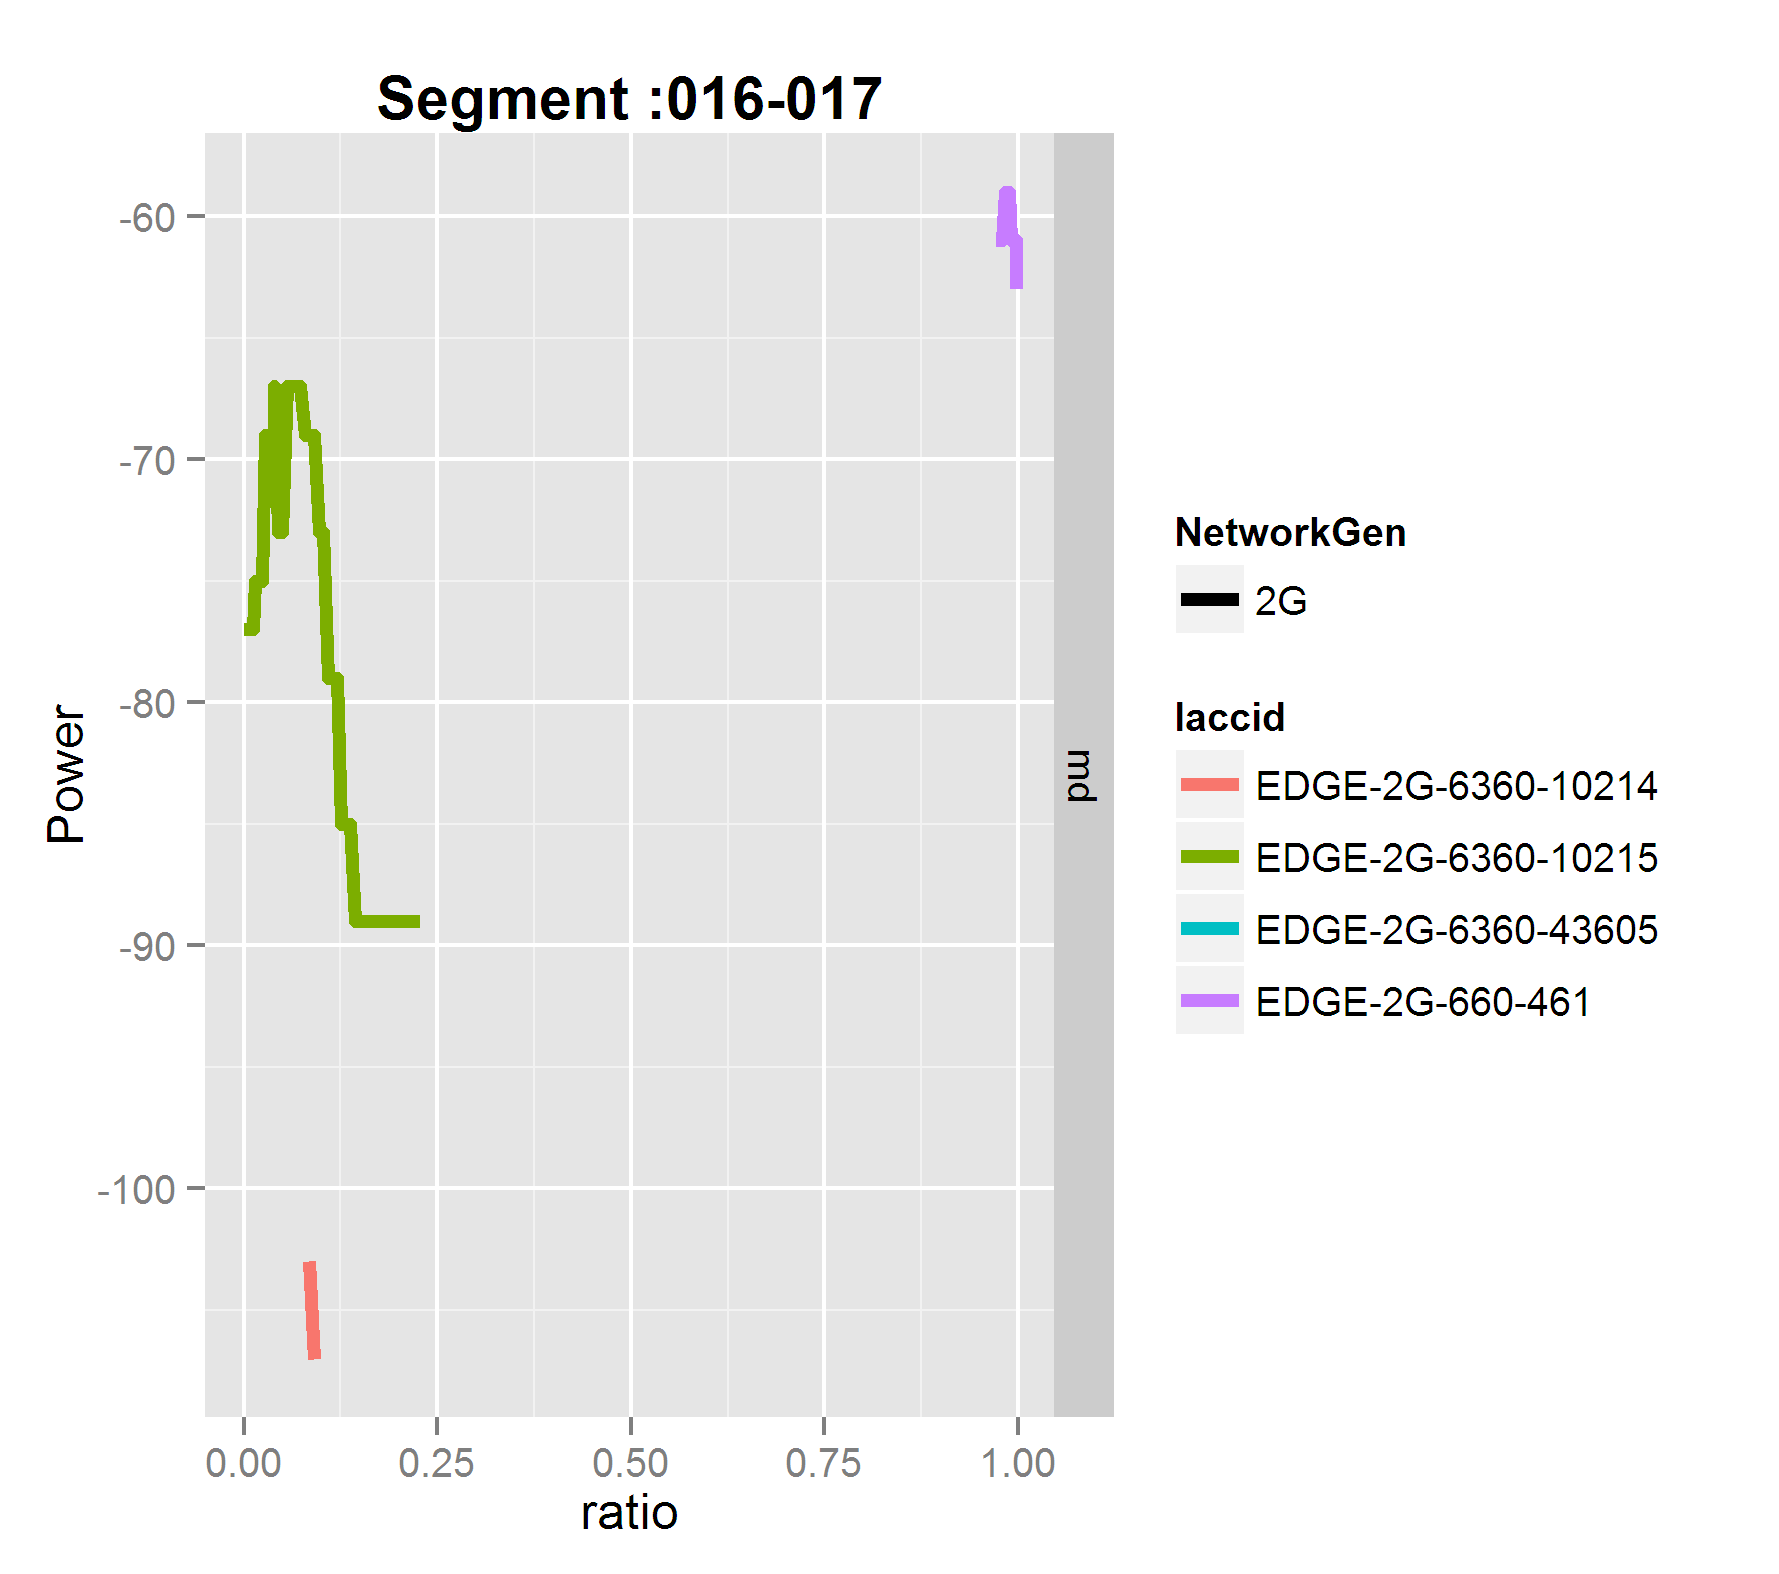 Segment :016-017
-60
-70
-80
-90
-100
Power
md
0.00 0.25 0.50 0.75 1.00
ratio
NetworkGen
2G
laccid
EDGE-2G-6360-10214
EDGE-2G-6360-10215
EDGE-2G-6360-43605
EDGE-2G-660-461